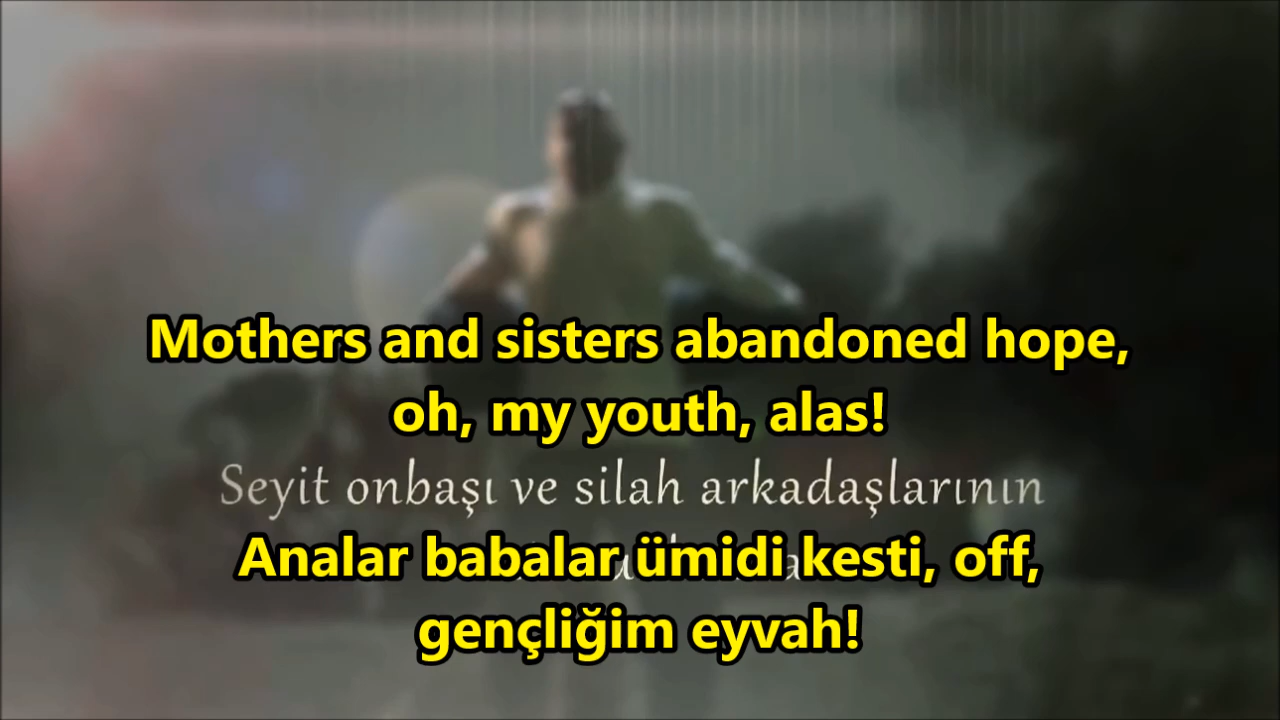 Mothers and sisters abandoned hope,
oh, my youth, alas!
Seyit onbaşı ve silah arkadaşlarının
Analar babalar ümidi kesti, off,
gençliğim eyvah!